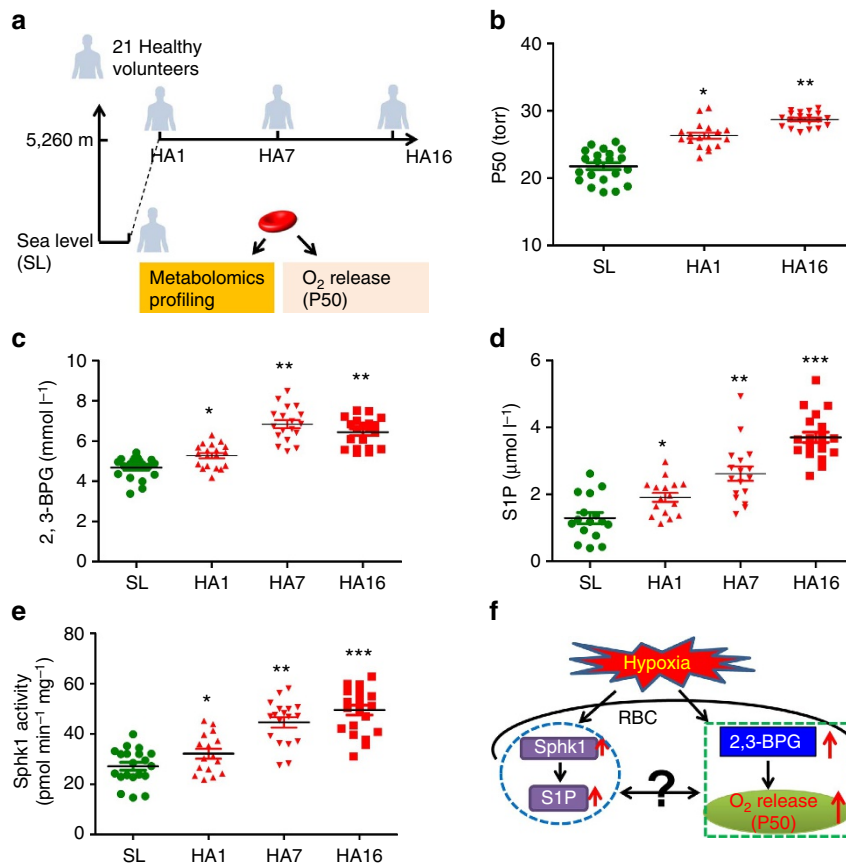 a
21 Healthy
volunteers
5,260 m
HA1
HA7
HA16
Sea level
(SL)
Metabolomics
profiling
O₂ release
(P50)
b
P50 (torr)
40
30
20
10
*
**
SL
HA1
HA16
c
2, 3-BPG (mmol l⁻¹)
10
8
6
4
2
0
*
**
**
SL
HA1
HA7
HA16
d
S1P (μmol l⁻¹)
6
4
2
0
*
**
***
SL
HA1
HA7
HA16
e
Sphk1 activity
(pmol min⁻¹ mg⁻¹)
80
60
40
20
0
*
**
***
SL
HA1
HA7
HA16
f
Hypoxia
RBC
Sphk1
2,3-BPG
S1P
?
O₂ release
(P50)